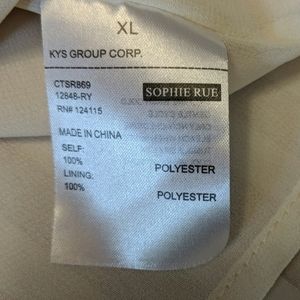 XL
KYS GROUP CORP.
CTSR869
12848-RY
SOPHIE RUE
RN# 124115
MADE IN CHINA
SELF:
100% POLYESTER
LINING:
100% POLYESTER